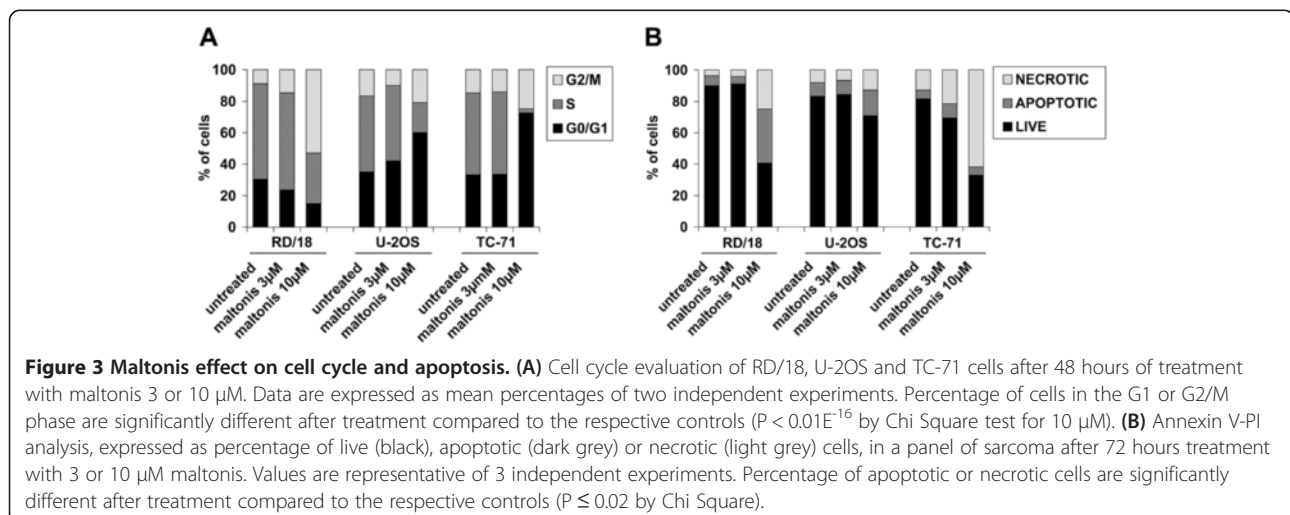 A
B
100
80
60
40
20
0
% of cells
G2/M
S
G0/G1
RD/18
U-2OS
TC-71
untreated
maltonis 3µM
maltonis 10µM
untreated
maltonis 3µM
maltonis 10µM
untreated
maltonis 3µmM
maltonis 10µM
100
80
60
40
20
0
% of cells
NECROTIC
APOPTOTIC
LIVE
RD/18
U-2OS
TC-71
untreated
maltonis 3µM
maltonis 10µM
untreated
maltonis 3µM
maltonis 10µM
untreated
maltonis 3µM
maltonis 10µM
Figure 3 Maltonis effect on cell cycle and apoptosis. (A) Cell cycle evaluation of RD/18, U-2OS and TC-71 cells after 48 hours of treatment
with maltonis 3 or 10 µM. Data are expressed as mean percentages of two independent experiments. Percentage of cells in the G1 or G2/M
phase are significantly different after treatment compared to the respective controls (P < 0.01E⁻¹⁶ by Chi Square test for 10 µM). (B) Annexin V-PI
analysis, expressed as percentage of live (black), apoptotic (dark grey) or necrotic (light grey) cells, in a panel of sarcoma after 72 hours treatment
with 3 or 10 µM maltonis. Values are representative of 3 independent experiments. Percentage of apoptotic or necrotic cells are significantly
different after treatment compared to the respective controls (P ≤ 0.02 by Chi Square).